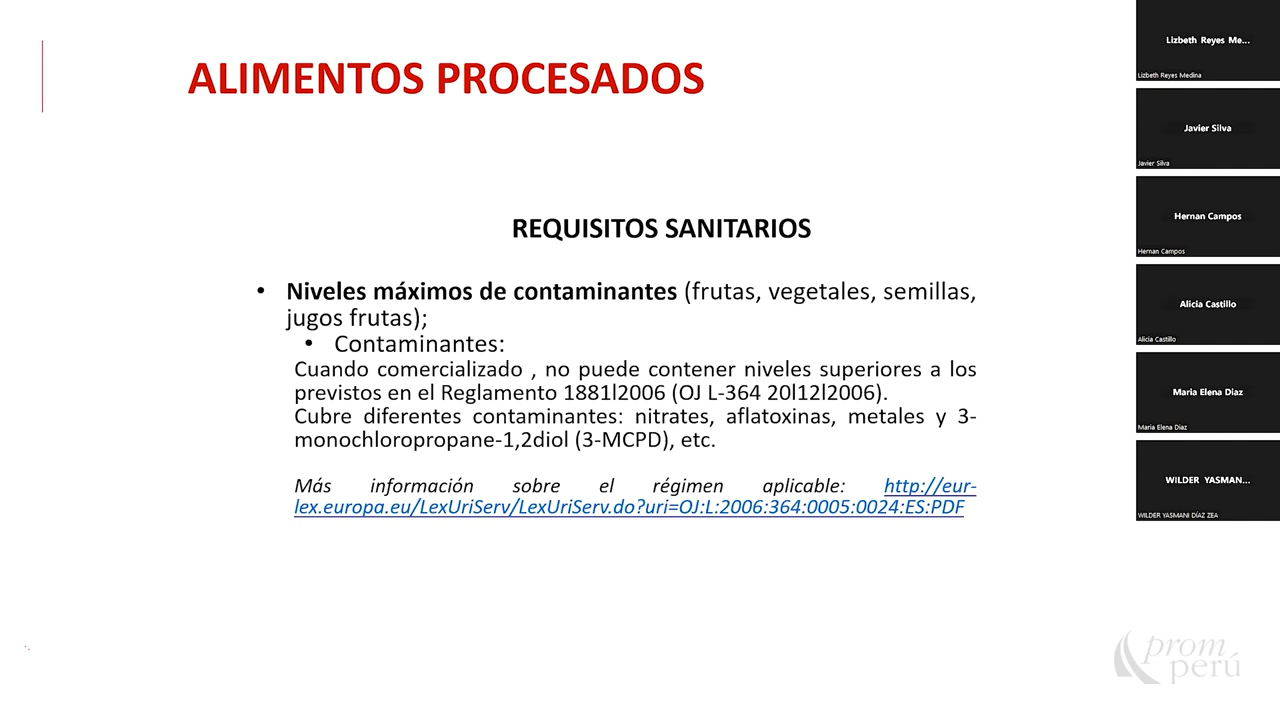 ALIMENTOS PROCESADOS
REQUISITOS SANITARIOS
• Niveles máximos de contaminantes (frutas, vegetales, semillas,
jugos frutas);
• Contaminantes:
Cuando comercializado , no puede contener niveles superiores a los
previstos en el Reglamento 1881l2006 (OJ L-364 20l12l2006).
Cubre diferentes contaminantes: nitrates, aflatoxinas, metales y 3-
monochloropropane-1,2diol (3-MCPD), etc.
Más información sobre el régimen aplicable: http://eur-
lex.europa.eu/LexUriServ/LexUriServ.do?uri=OJ:L:2006:364:0005:0024:ES:PDF
Lizbeth Reyes Me...
Lizbeth Reyes Medina
Javier Silva
Javier Silva
Hernan Campos
Hernan Campos
Alicia Castillo
Alicia Castillo
Maria Elena Diaz
Maria Elena Diaz
WILDER YASMAN...
WILDER YASMANI DÍAZ ZEA
prom
perú